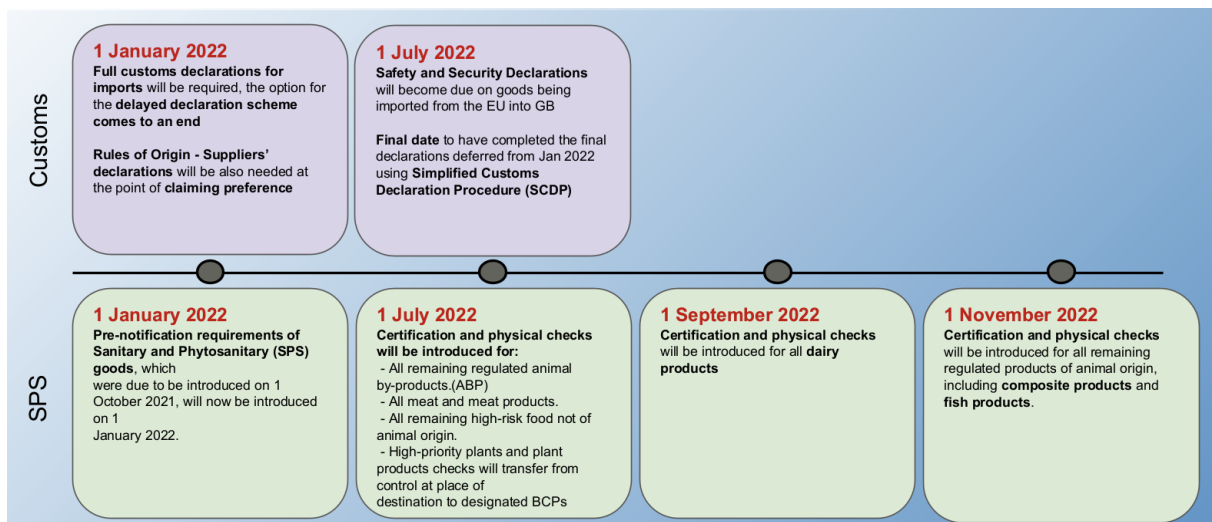 Customs
1 January 2022
Full customs declarations for
imports will be required, the option for
the delayed declaration scheme
comes to an end
Rules of Origin - Suppliers’
declarations will be also needed at
the point of claiming preference
1 July 2022
Safety and Security Declarations
will become due on goods being
imported from the EU into GB
Final date to have completed the final
declarations deferred from Jan 2022
using Simplified Customs
Declaration Procedure (SCDP)
SPS
1 January 2022
Pre-notification requirements of
Sanitary and Phytosanitary (SPS)
goods, which
were due to be introduced on 1
October 2021, will now be introduced
on 1
January 2022.
1 July 2022
Certification and physical checks
will be introduced for:
- All remaining regulated animal
by-products.(ABP)
- All meat and meat products.
- All remaining high-risk food not of
animal origin.
- High-priority plants and plant
products checks will transfer from
control at place of
destination to designated BCPs
1 September 2022
Certification and physical checks
will be introduced for all dairy
products
1 November 2022
Certification and physical checks
will be introduced for all remaining
regulated products of animal origin,
including composite products and
fish products.